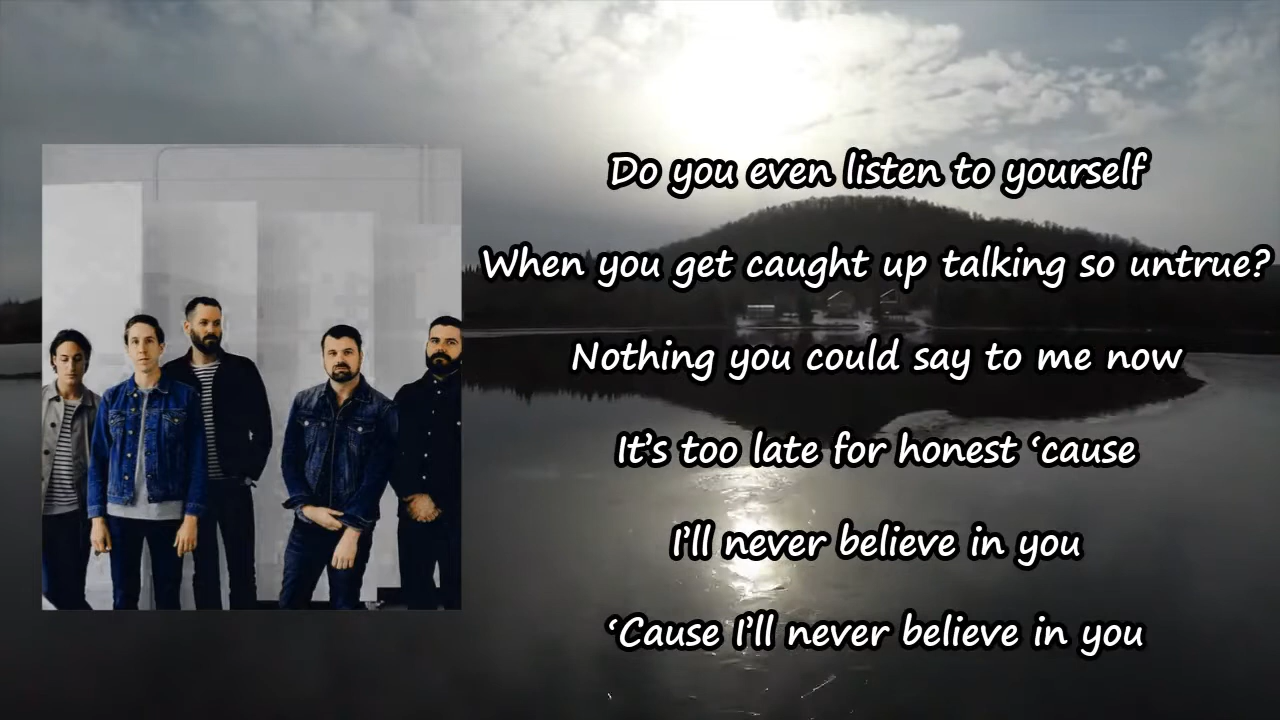 Do you even listen to yourself
When you get caught up talking so untrue?
Nothing you could say to me now
It's too late for honest ‘cause
I'll never believe in you
‘Cause I'll never believe in you